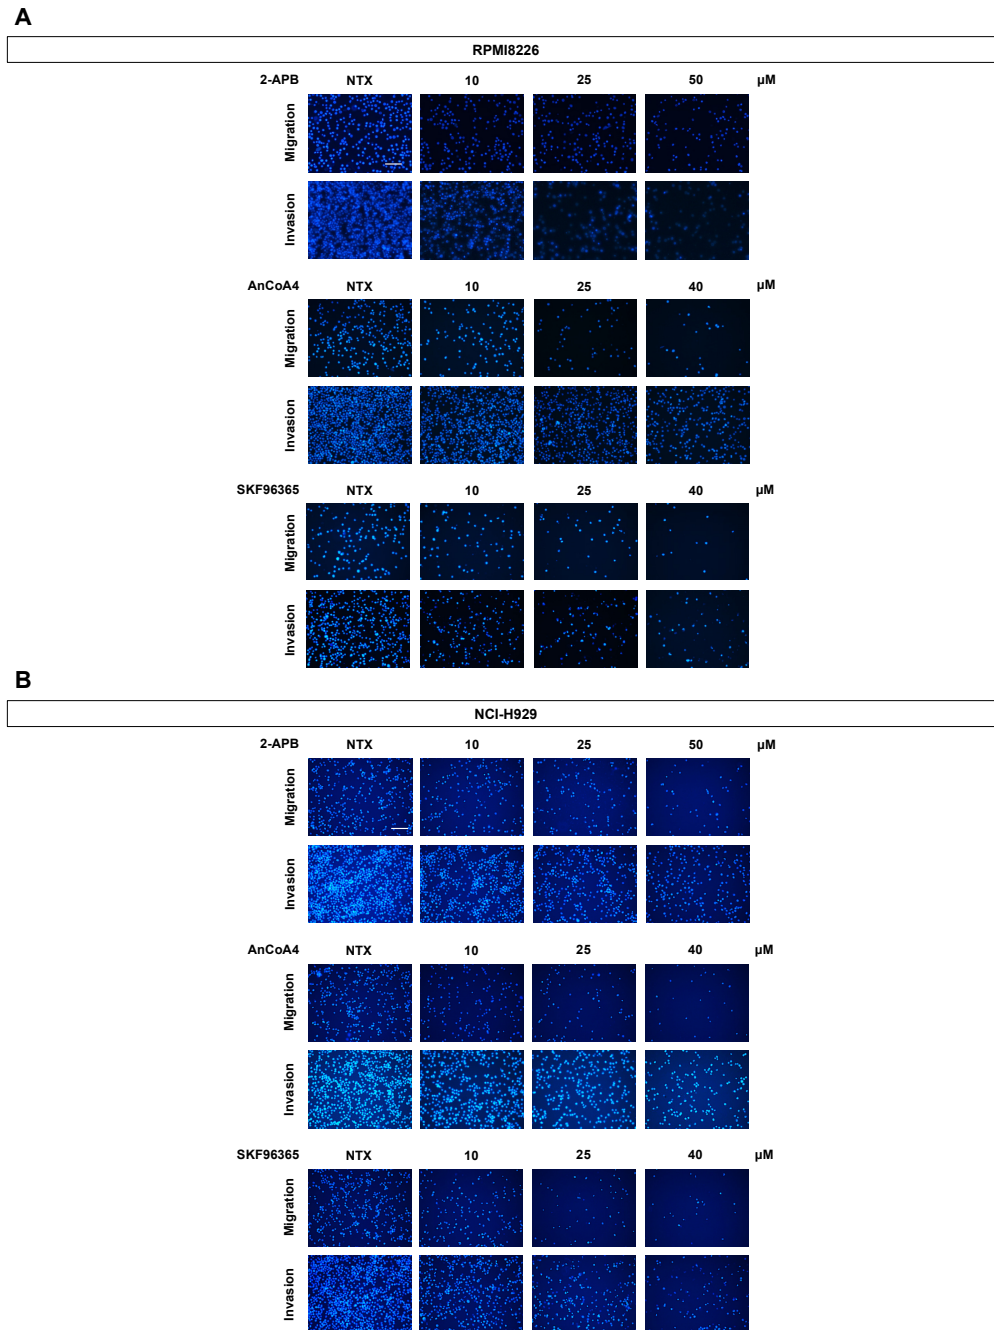 A
RPMI8226
2-APB NTX 10 25 50 µM
Migration
Invasion
AnCoA4 NTX 10 25 40 µM
Migration
Invasion
SKF96365 NTX 10 25 40 µM
Migration
Invasion
B
NCI-H929
2-APB NTX 10 25 50 µM
Migration
Invasion
AnCoA4 NTX 10 25 40 µM
Migration
Invasion
SKF96365 NTX 10 25 40 µM
Migration
Invasion